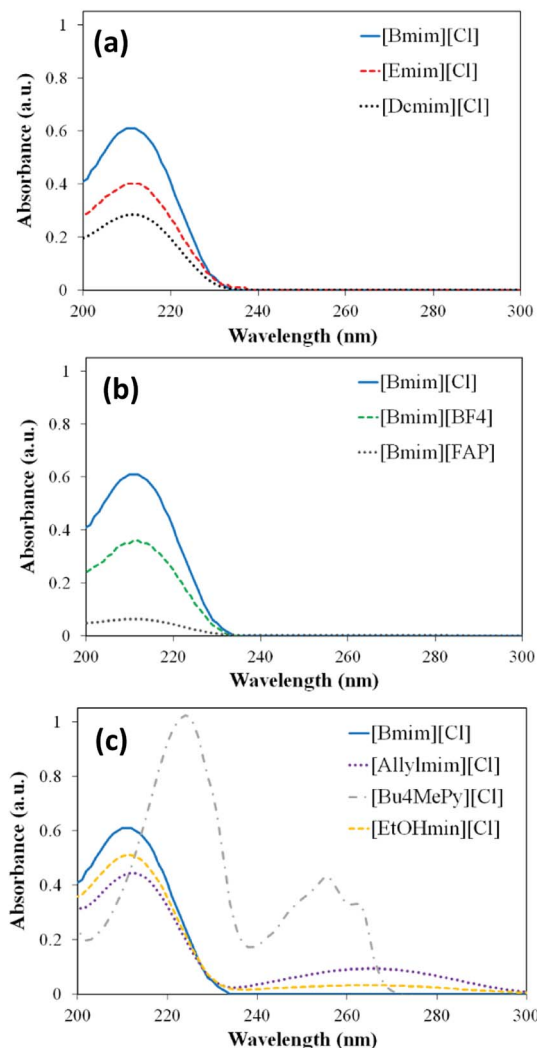 (a)
[Bmim][Cl]
[Emim][Cl]
[Dcmim][Cl]
Absorbance (a.u.)
1
0.8
0.6
0.4
0.2
0
200 220 240 260 280 300
Wavelength (nm)
(b)
[Bmim][Cl]
[Bmim][BF4]
[Bmim][FAP]
Absorbance (a.u.)
1
0.8
0.6
0.4
0.2
0
200 220 240 260 280 300
Wavelength (nm)
(c)
[Bmim][Cl]
[Allylmim][Cl]
[Bu4MePy][Cl]
[EtOHmin][Cl]
Absorbance (a.u.)
1
0.8
0.6
0.4
0.2
0
200 220 240 260 280 300
Wavelength (nm)